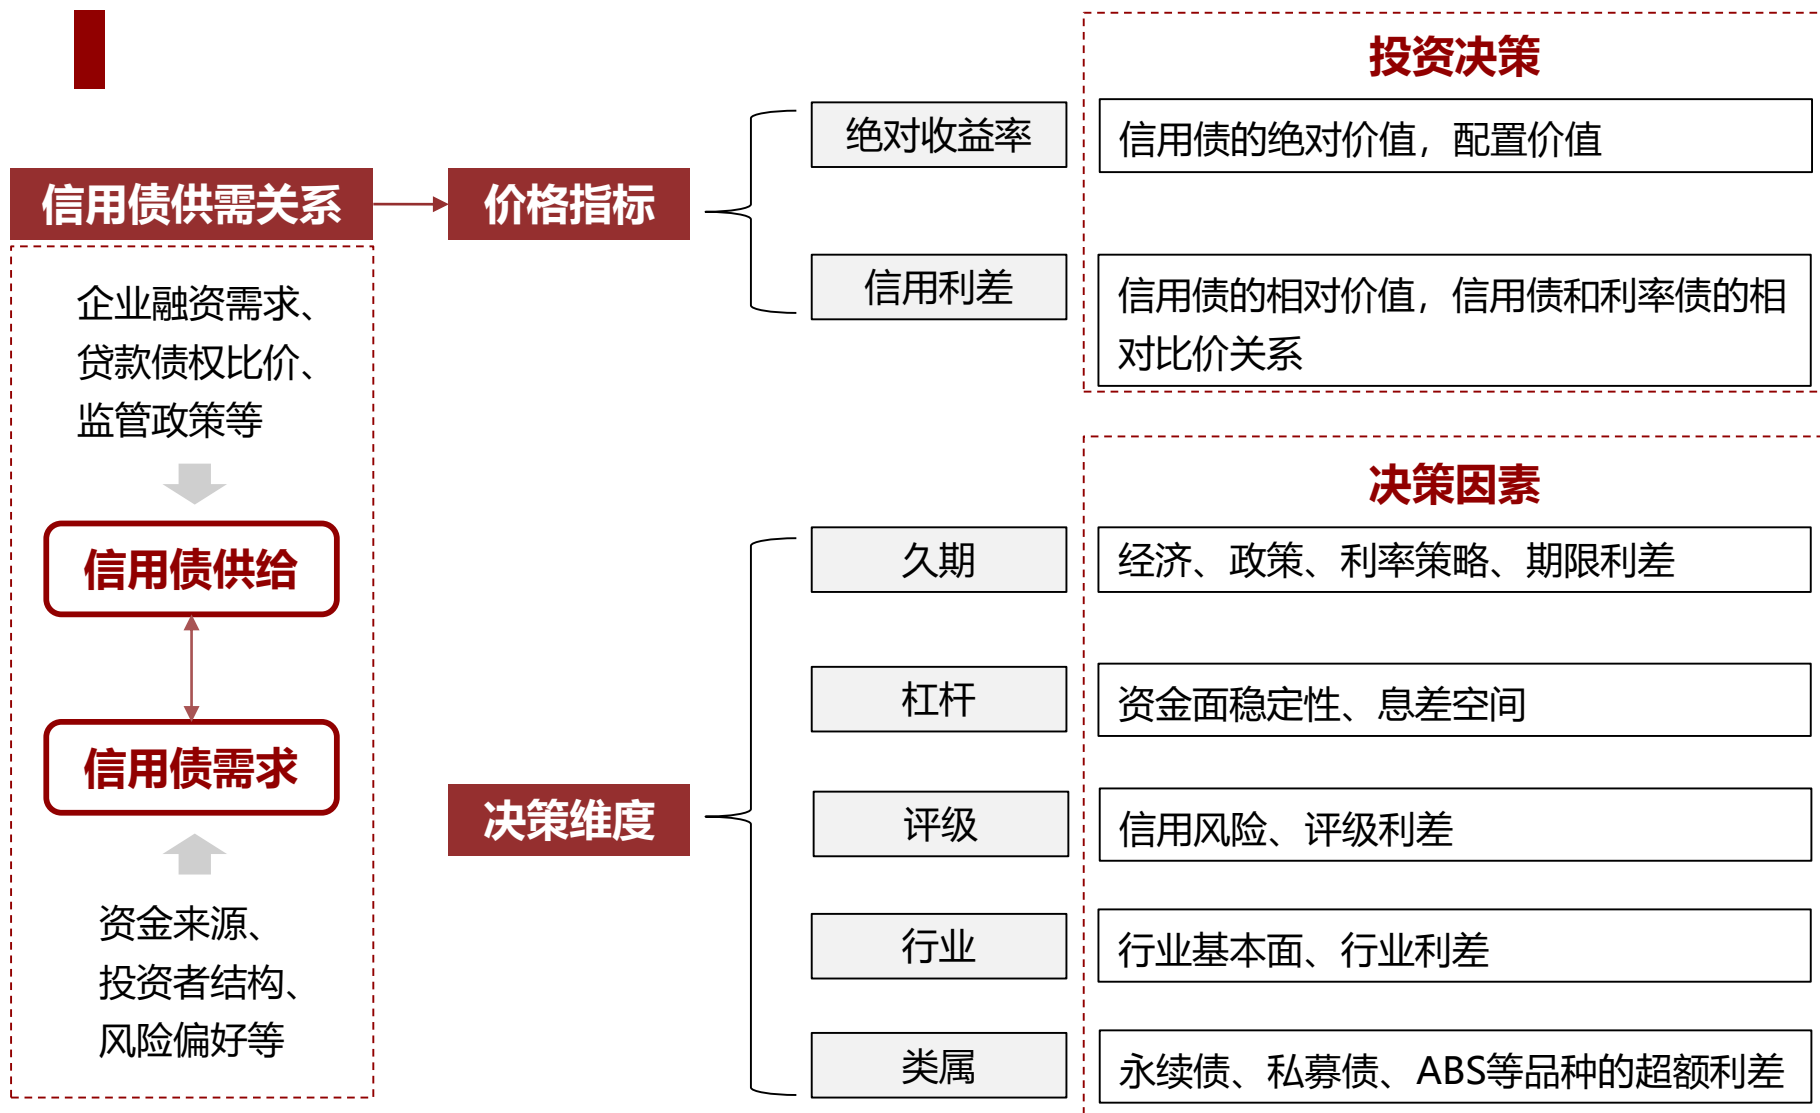 投资决策
绝对收益率
信用债的绝对价值，配置价值
信用债供需关系
价格指标
信用利差
信用债的相对价值，信用债和利率债的相
对比价关系
企业融资需求、
贷款债权比价、
监管政策等
信用债供给
信用债需求
资金来源、
投资者结构、
风险偏好等
决策因素
决策维度
久期
经济、政策、利率策略、期限利差
杠杆
资金面稳定性、息差空间
评级
信用风险、评级利差
行业
行业基本面、行业利差
类属
永续债、私募债、ABS等品种的超额利差